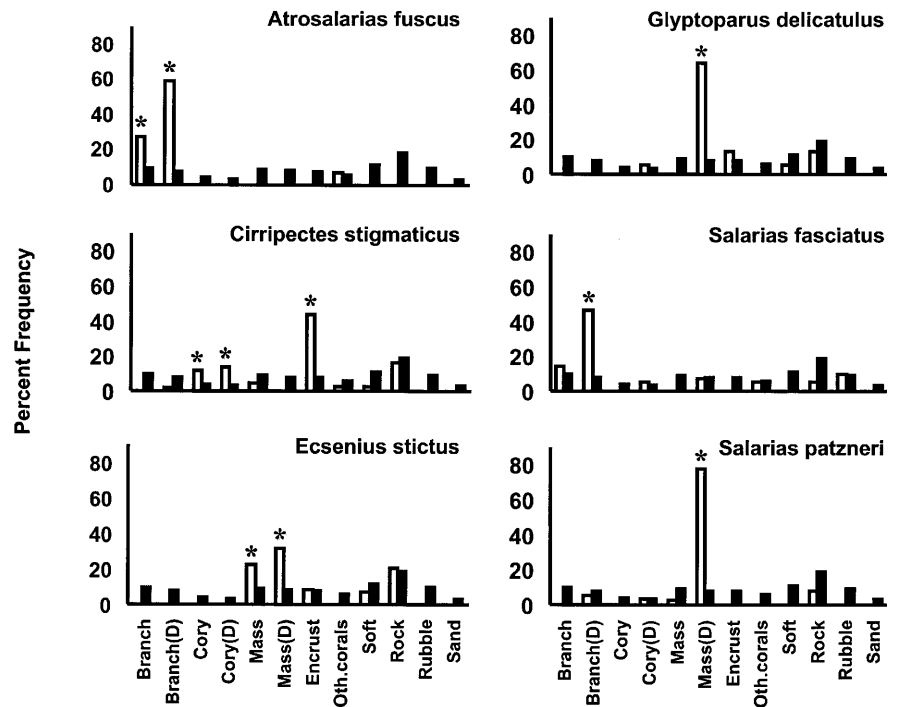 Percent Frequency
Atrosalarias fuscus
80
60
40
20
0
* *
Glyptoparus delicatulus
80
60
40
20
0
*
Cirripectes stigmaticus
80
60
40
20
0
* * *
Salarias fasciatus
80
60
40
20
0
*
Ecsenius stictus
80
60
40
20
0
* *
Branch
Branch(D)
Cory
Cory(D)
Mass
Mass(D)
Encrust
Oth.corals
Soft
Rock
Rubble
Sand
Salarias patzneri
80
60
40
20
0
*
Branch
Branch(D)
Cory
Cory(D)
Mass
Mass(D)
Encrust
Oth.corals
Soft
Rock
Rubble
Sand